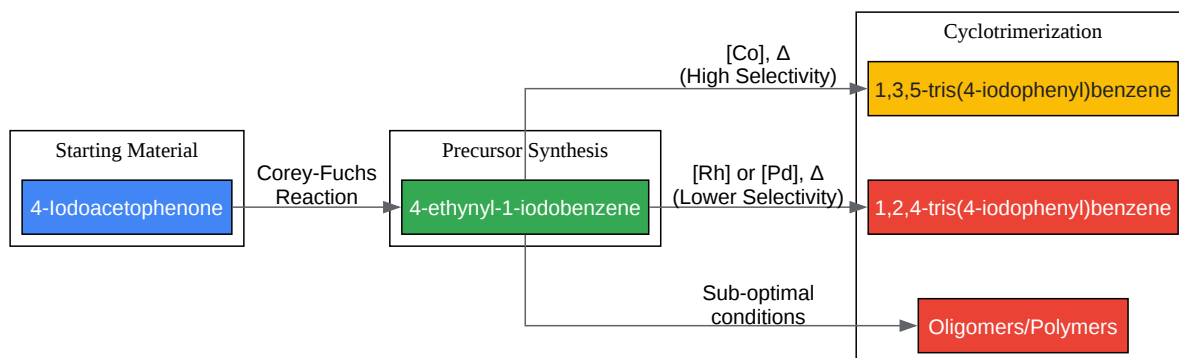 Cyclotrimerization
[Co], Δ
(High Selectivity)
1,3,5-tris(4-iodophenyl)benzene
Starting Material
4-Iodoacetophenone
Corey-Fuchs
Reaction
Precursor Synthesis
4-ethynyl-1-iodobenzene
[Rh] or [Pd], Δ
(Lower Selectivity)
1,2,4-tris(4-iodophenyl)benzene
Sub-optimal
conditions
Oligomers/Polymers